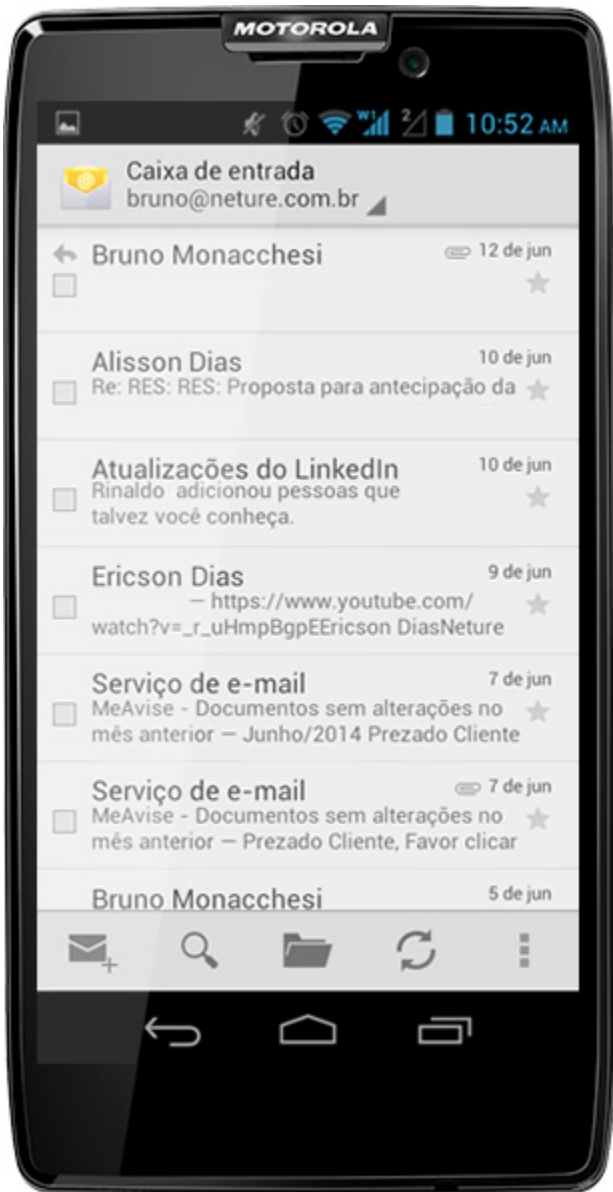 MOTOROLA
W1 2 10:52 AM
Caixa de entrada
bruno@neture.com.br
Bruno Monacchesi 12 de jun
Alisson Dias 10 de jun
Re: RES: RES: Proposta para antecipação da
Atualizações do LinkedIn 10 de jun
Rinaldo adicionou pessoas que
talvez você conheça.
Ericson Dias 9 de jun
– https://www.youtube.com/
watch?v=_r_uHmpBgpEEricson DiasNeture
Serviço de e-mail 7 de jun
MeAvise - Documentos sem alterações no
mês anterior – Junho/2014 Prezado Cliente
Serviço de e-mail 7 de jun
MeAvise - Documentos sem alterações no
mês anterior – Prezado Cliente, Favor clicar
Bruno Monacchesi 5 de jun